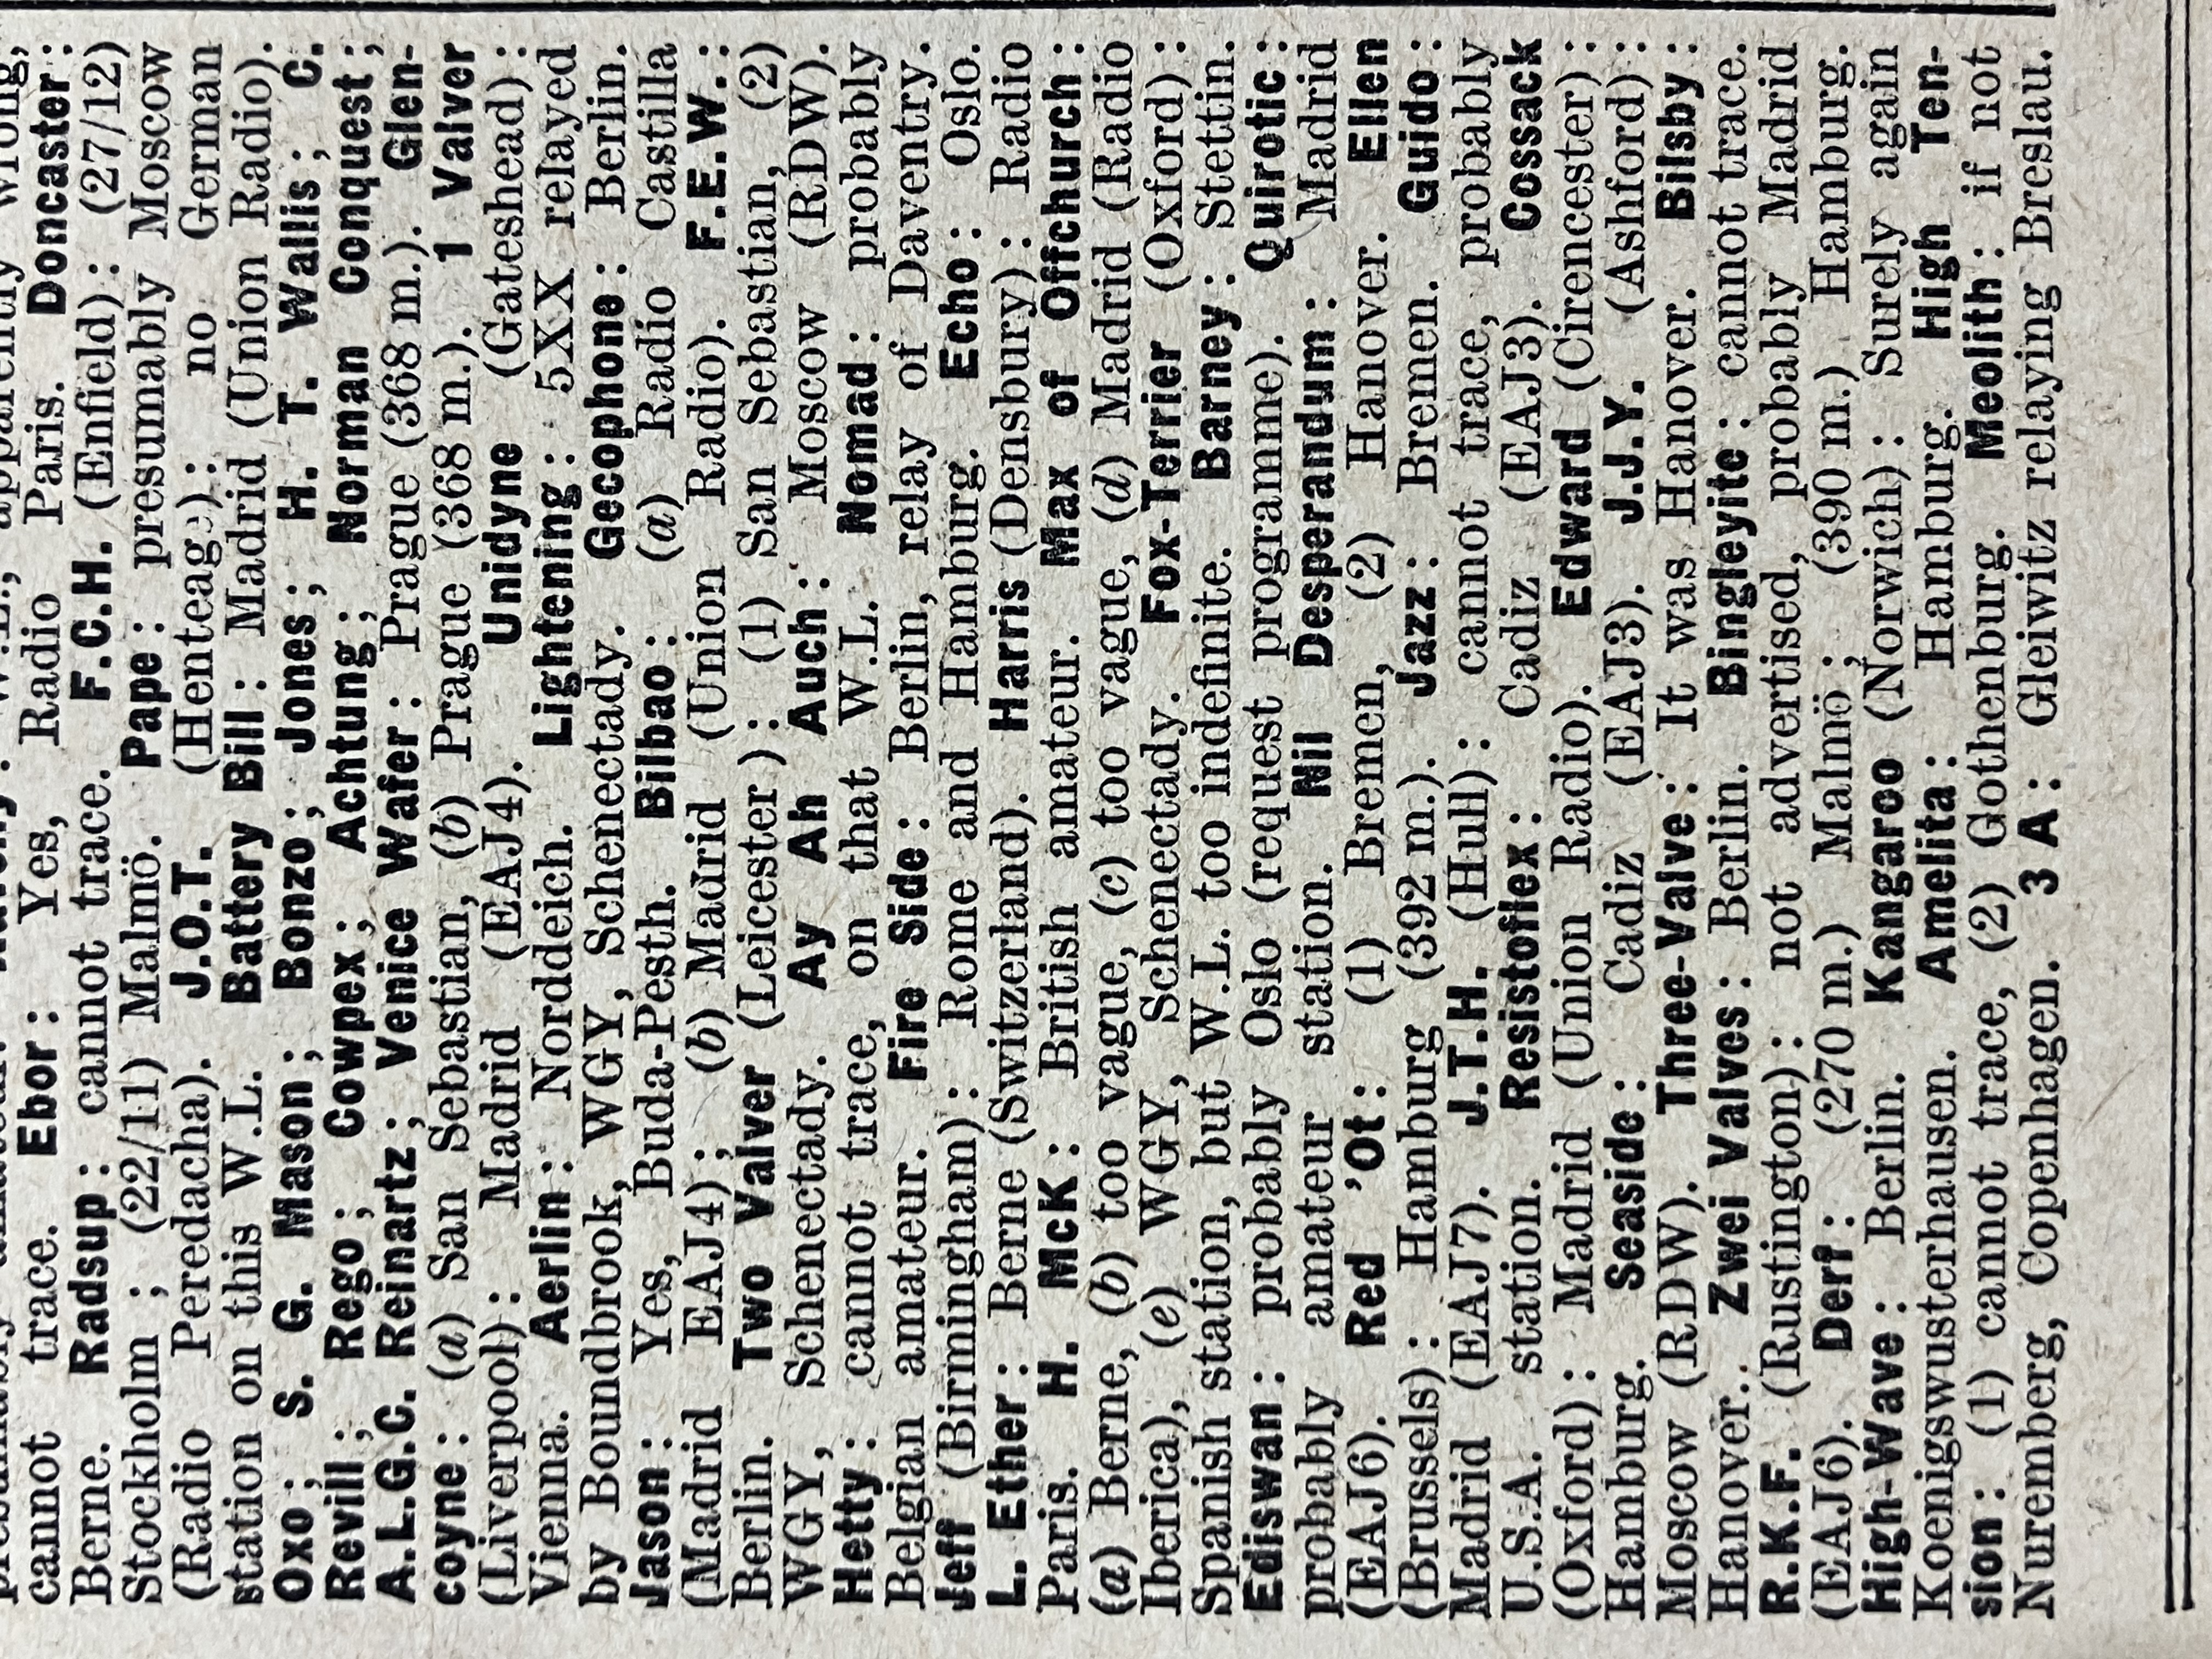 presumably amateur. : W.L., apparently wrong,
cannot trace. Ebor : Yes, Radio Paris. Doncaster :
Berne. Radsup : cannot trace. F.C.H. (Enfield) : (27/12)
Stockholm ; (22/11) Malmö. Pape : presumably Moscow
(Radio Peredacha). J.O.T. (Henteage) : no German
station on this W.L. Battery Bill : Madrid (Union Radio).
Oxo ; S. G. Mason ; Bonzo ; Jones ; H. T. Wallis ; C.
Revill ; Rego ; Cowpex ; Achtung ; Norman Conquest ;
A.L.G.C. Reinartz ; Venice Wafer : Prague (368 m.). Glen-
coyne : (a) San Sebastian, (b) Prague (368 m.). 1 Valver
(Liverpool) : Madrid (EAJ4). Unidyne (Gateshead) :
Vienna. Aerlin : Norddeich. Lightening : 5XX relayed
by Boundbrook, WGY, Schenectady. Gecophone : Berlin.
Jason : Yes, Buda-Pesth. Bilbao : (a) Radio Castilla
(Madrid EAJ4) ; (b) Madrid (Union Radio). F.E.W. :
Berlin. Two Valver (Leicester ) : (1) San Sebastian, (2)
WGY, Schenectady. Ay Ah Auch : Moscow (RDW).
Hetty : cannot trace, on that W.L. Nomad : probably
Belgian amateur. Fire Side : Berlin, relay of Daventry.
Jeff (Birmingham) : Rome and Hamburg. Echo : Oslo.
L. Ether : Berne (Switzerland). Harris (Densbury) : Radio
Paris. H. McK : British amateur. Max of Offchurch :
(a) Berne, (b) too vague, (c) too vague, (d) Madrid (Radio
Iberica), (e) WGY, Schenectady. Fox-Terrier (Oxford) :
Spanish station, but W.L. too indefinite. Barney : Stettin.
Ediswan : probably Oslo (request programme). Quirotic :
probably amateur station. Nil Desperandum : Madrid
(EAJ6). Red 'Ot : (1) Bremen, (2) Hanover. Ellen
(Brussels) : Hamburg (392 m.). Jazz : Bremen. Guido :
Madrid (EAJ7). J.T.H. (Hull) : cannot trace, probably
U.S.A. station. Resistoflex : Cadiz (EAJ3). Cossack
(Oxford) : Madrid (Union Radio). Edward (Cirencester) :
Hamburg. Seaside : Cadiz (EAJ3). J.J.Y. (Ashford) :
Moscow (RDW). Three-Valve : It was Hanover. Bilsby :
Hanover. Zwei Valves : Berlin. Bingleyite : cannot trace.
R.K.F. (Rustington) : not advertised, probably Madrid
(EAJ6). Derf : (270 m.) Malmö ; (390 m.) Hamburg.
High-Wave : Berlin. Kangaroo (Norwich) : Surely again
Koenigswusterhausen. Amelita : Hamburg. High Ten-
sion : (1) cannot trace, (2) Gothenburg. Meolith : if not
Nuremberg, Copenhagen. 3 A : Gleiwitz relaying Breslau.